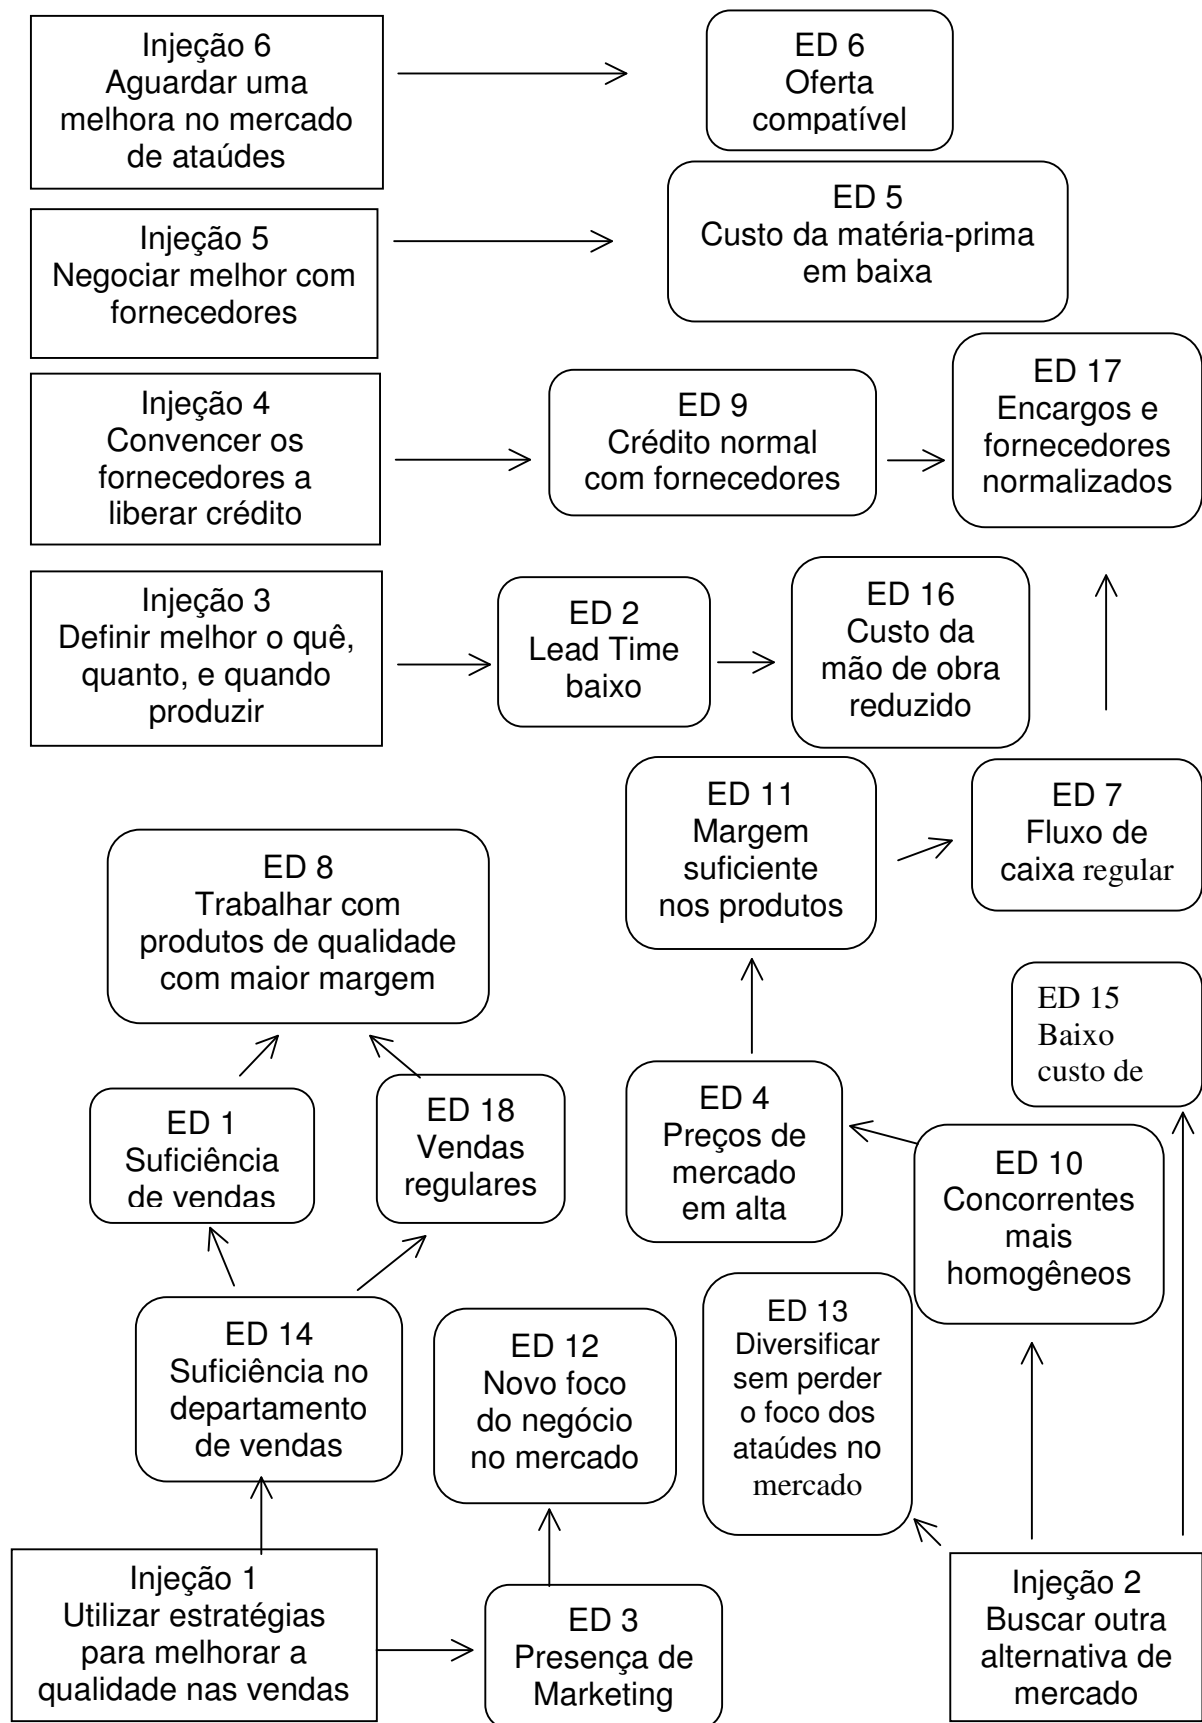 Injeção 6
Aguardar uma
melhora no mercado
de ataúdes
ED 6
Oferta
compatível
Injeção 5
Negociar melhor com
fornecedores
ED 5
Custo da matéria-prima
em baixa
Injeção 4
Convencer os
fornecedores a
liberar crédito
ED 9
Crédito normal
com fornecedores
ED 17
Encargos e
fornecedores
normalizados
Injeção 3
Definir melhor o quê,
quanto, e quando
produzir
ED 2
Lead Time
baixo
ED 16
Custo da
mão de obra
reduzido
ED 11
Margem
suficiente
nos produtos
ED 7
Fluxo de
caixa regular
ED 8
Trabalhar com
produtos de qualidade
com maior margem
ED 15
Baixo
custo de
ED 1
Suficiência
de vendas
ED 18
Vendas
regulares
ED 4
Preços de
mercado
em alta
ED 10
Concorrentes
mais
homogêneos
ED 14
Suficiência no
departamento
de vendas
ED 12
Novo foco
do negócio
no mercado
ED 13
Diversificar
sem perder
o foco dos
ataúdes no
mercado
Injeção 1
Utilizar estratégias
para melhorar a
qualidade nas vendas
ED 3
Presença de
Marketing
Injeção 2
Buscar outra
alternativa de
mercado